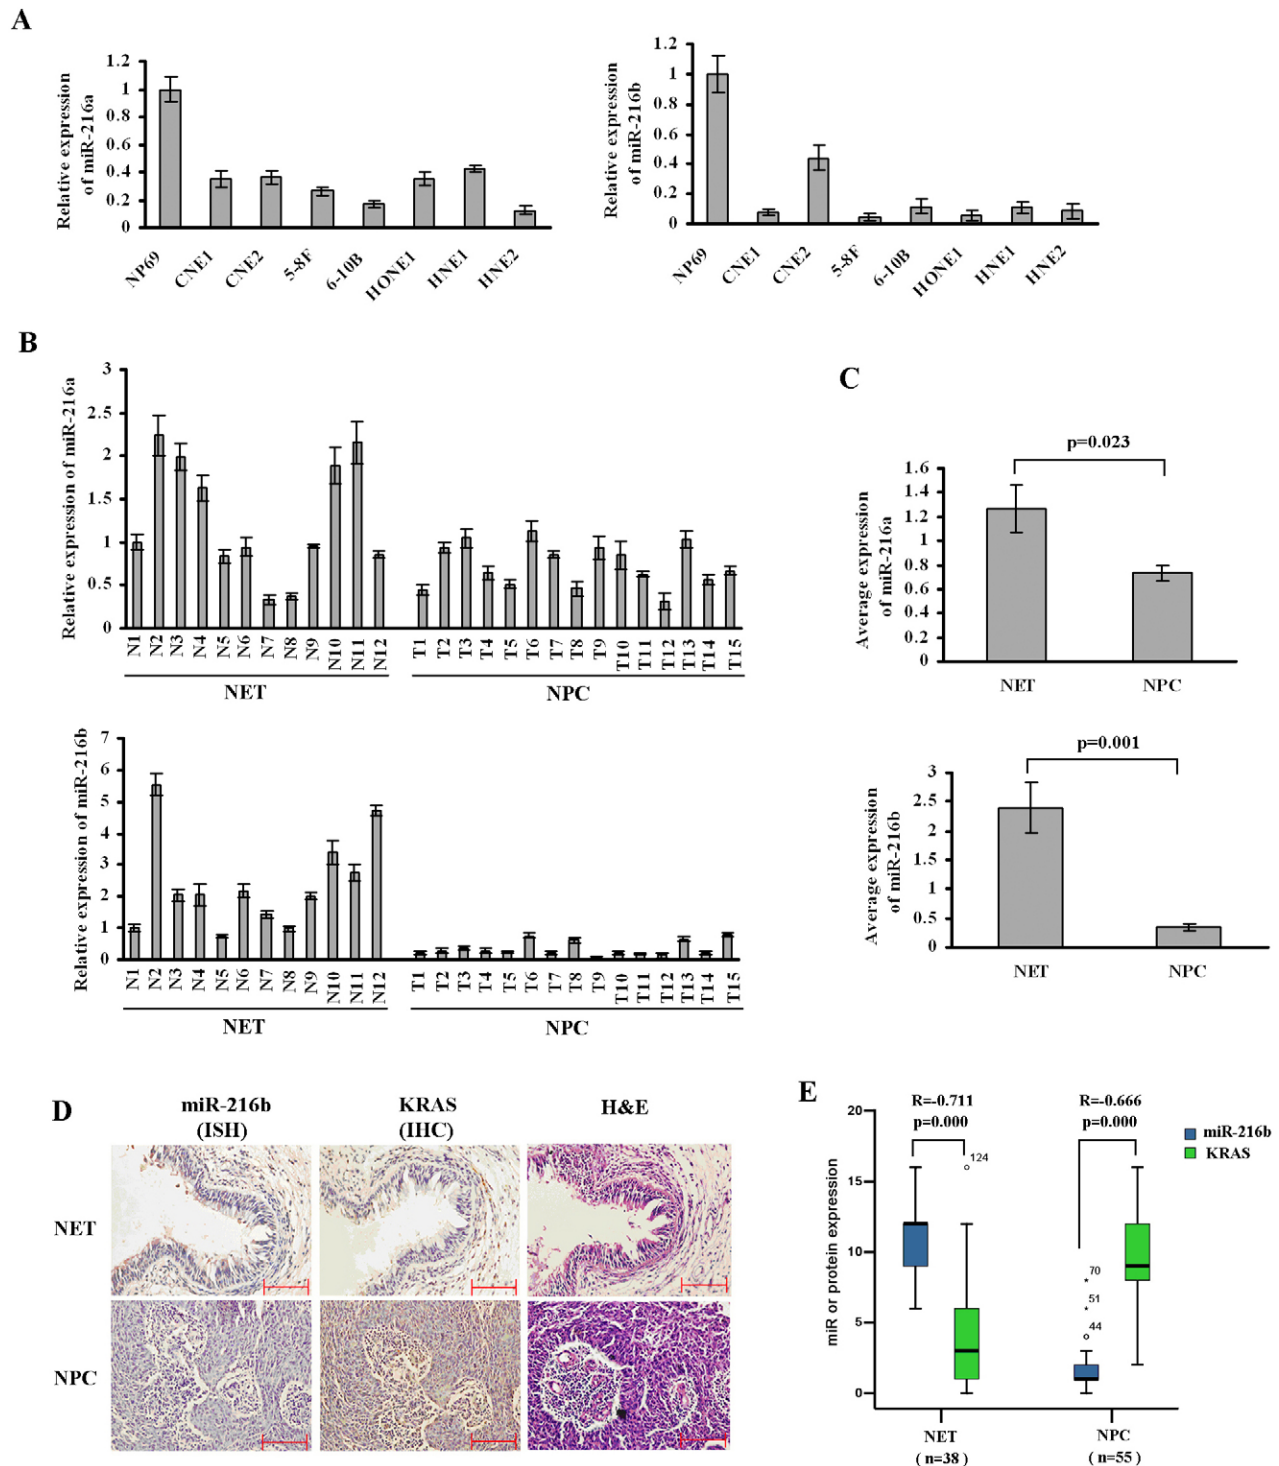 A
Relative expression
of miR-216a
1.2
1
0.8
0.6
0.4
0.2
0
NP69
CNE1
CNE2
5-8F
6-10B
HONE1
HNE1
HNE2
Relative expression
of miR-216b
1.2
1
0.8
0.6
0.4
0.2
0
NP69
CNE1
CNE2
5-8F
6-10B
HONE1
HNE1
HNE2
B
Relative expression of miR-216a
3
2.5
2
1.5
1
0.5
0
N1 N2 N3 N4 N5 N6 N7 N8 N9 N10 N11 N12
T1 T2 T3 T4 T5 T6 T7 T8 T9 T10 T11 T12 T13 T14 T15
NET NPC
Relative expression of miR-216b
7
6
5
4
3
2
1
0
N1 N2 N3 N4 N5 N6 N7 N8 N9 N10 N11 N12
T1 T2 T3 T4 T5 T6 T7 T8 T9 T10 T11 T12 T13 T14 T15
NET NPC
C
p=0.023
Average expression
of miR-216a
1.6
1.4
1.2
1
0.8
0.6
0.4
0.2
0
NET NPC
p=0.001
Average expression
of miR-216b
3
2.5
2
1.5
1
0.5
0
NET NPC
D
miR-216b
(ISH)
KRAS
(IHC)
H&E
NET
NPC
E
R=-0.711
p=0.000
R=-0.666
p=0.000
miR-216b
KRAS
miR or protein expression
20
15
10
5
0
124
70
51
44
NET
( n=38)
NPC
( n=55)